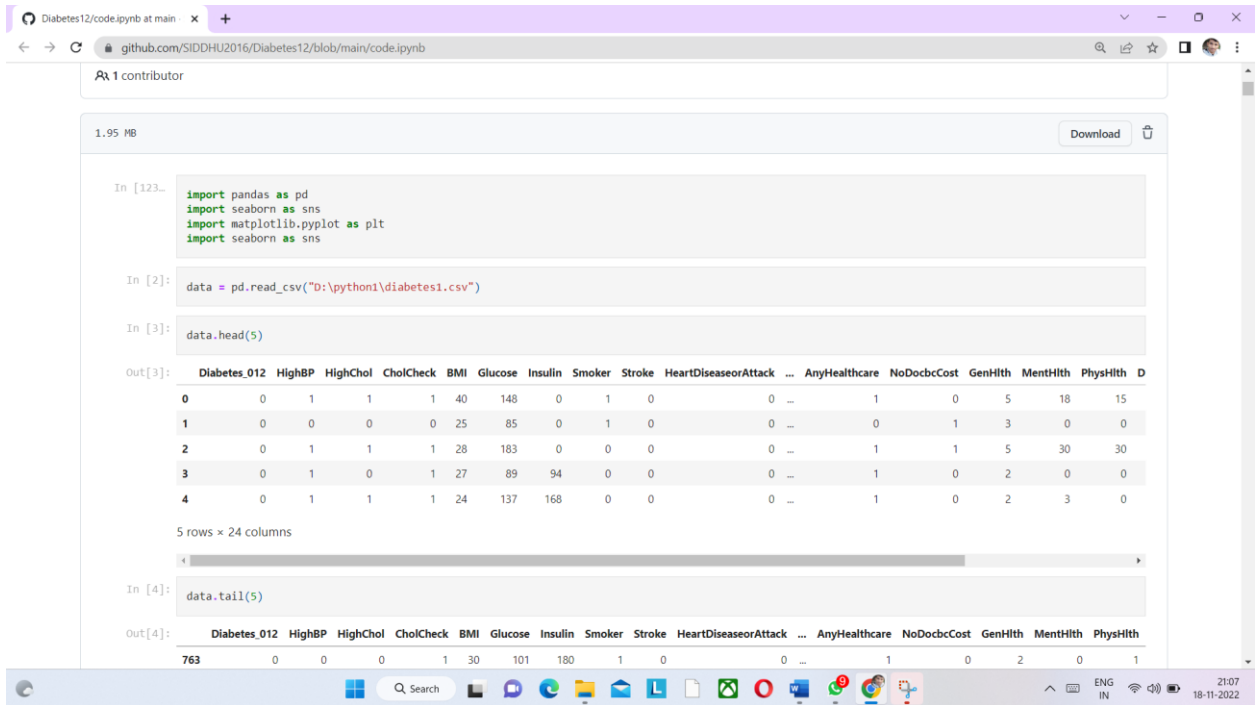 Diabetes12/code.ipynb at main
github.com/SIDDHU2016/Diabetes12/blob/main/code.ipynb
1 contributor
1.95 MB
Download
In [123…
import pandas as pd
import seaborn as sns
import matplotlib.pyplot as plt
import seaborn as sns
In [2]: data = pd.read_csv("D:\python1\diabetes1.csv")
In [3]: data.head(5)
Out[3]: Diabetes_012 HighBP HighChol CholCheck BMI Glucose Insulin Smoker Stroke HeartDiseaseorAttack ... AnyHealthcare NoDocbcCost GenHlth MentHlth PhysHlth D
0 0 1 1 1 40 148 0 1 0 0 ... 1 0 5 18 15
1 0 0 0 0 25 85 0 1 0 0 ... 0 1 3 0 0
2 0 1 1 1 28 183 0 0 0 0 ... 1 1 5 30 30
3 0 1 0 1 27 89 94 0 0 0 ... 1 0 2 0 0
4 0 1 1 1 24 137 168 0 0 0 ... 1 0 2 3 0
5 rows × 24 columns
In [4]: data.tail(5)
Out[4]: Diabetes_012 HighBP HighChol CholCheck BMI Glucose Insulin Smoker Stroke HeartDiseaseorAttack ... AnyHealthcare NoDocbcCost GenHlth MentHlth PhysHlth
763 0 0 0 1 30 101 180 1 0 0 ... 1 0 2 0 1
Search
L
W
9
ENG
IN
21:07
18-11-2022